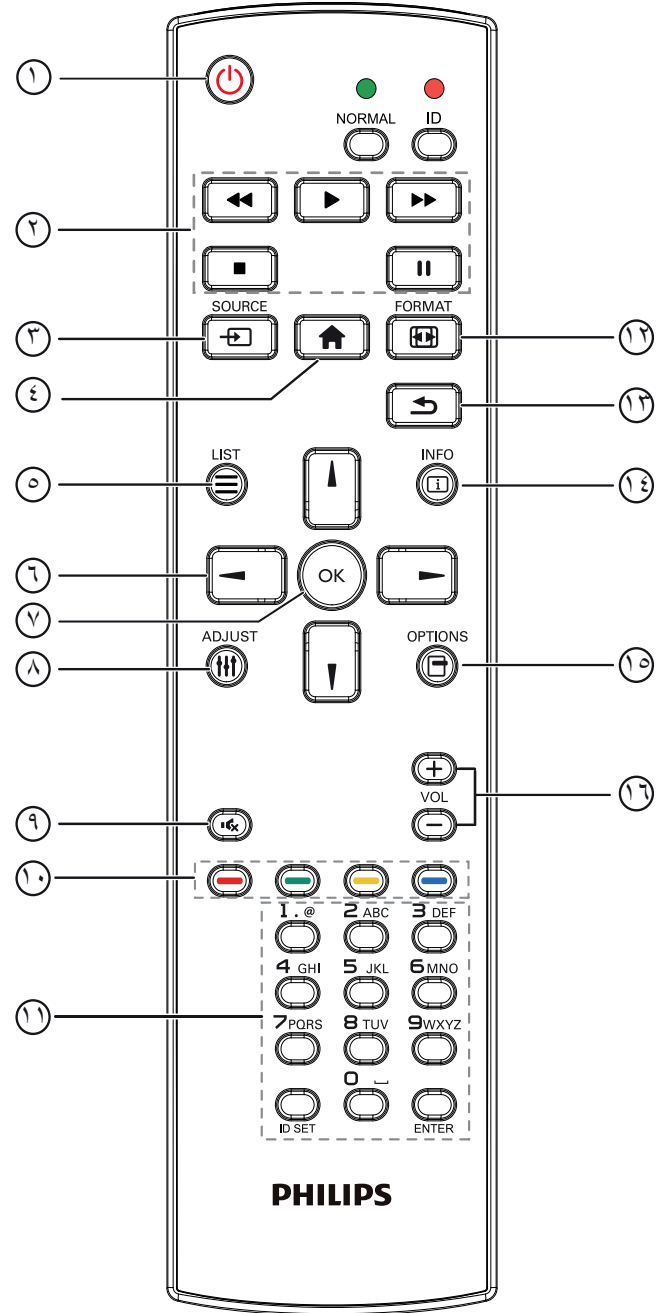 ١
NORMAL ID
٢
SOURCE FORMAT
٣ ١٢
٤
١٣
LIST INFO
٥ ١٤
٦
OK
٧
ADJUST OPTIONS
٨ ١٥
+
VOL ١٦
٩ −
١٠
1 . @ 2 ABC 3 DEF
4 GHI 5 JKL 6 MNO
١١
7 PQRS 8 TUV 9 WXYZ
0 ⎵
ID SET ENTER
PHILIPS